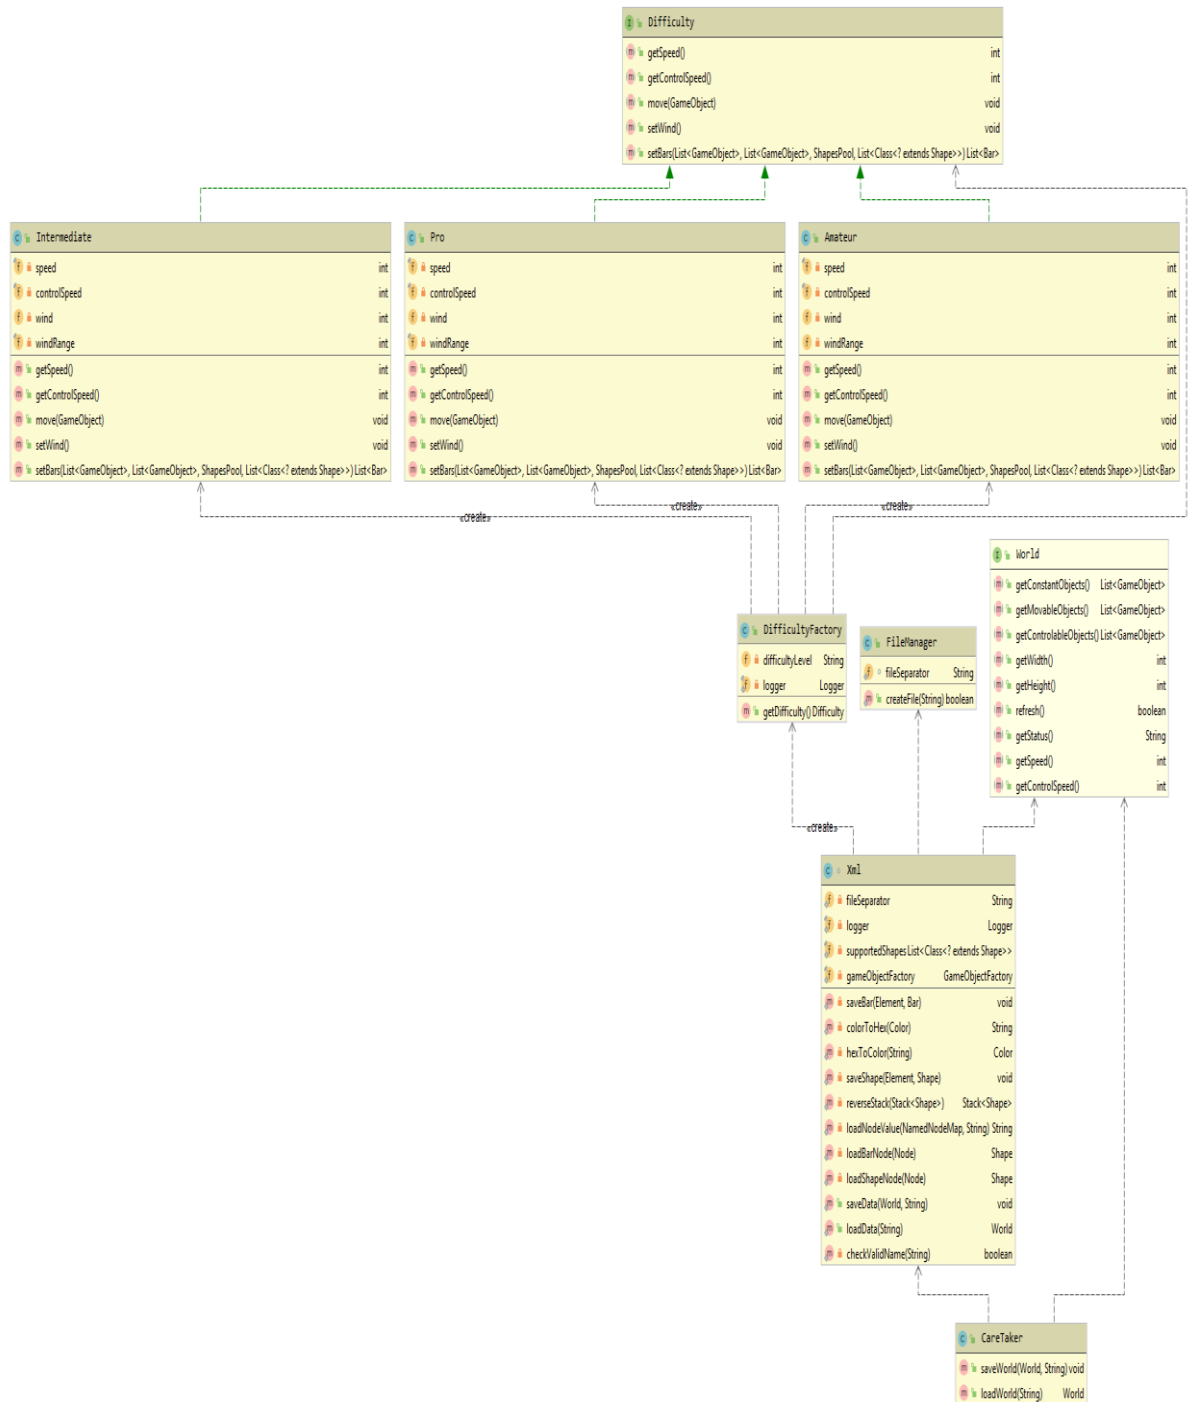 Difficulty
getSpeed() int
getControlSpeed() int
move(GameObject) void
setWind() void
setBars(List<GameObject>, List<GameObject>, ShapesPool, List<Class<? extends Shape>>) List<Bar>
Intermediate
speed int
controlSpeed int
wind int
windRange int
getSpeed() int
getControlSpeed() int
move(GameObject) void
setWind() void
setBars(List<GameObject>, List<GameObject>, ShapesPool, List<Class<? extends Shape>>) List<Bar>
Pro
speed int
controlSpeed int
wind int
windRange int
getSpeed() int
getControlSpeed() int
move(GameObject) void
setWind() void
setBars(List<GameObject>, List<GameObject>, ShapesPool, List<Class<? extends Shape>>) List<Bar>
Amateur
speed int
controlSpeed int
wind int
windRange int
getSpeed() int
getControlSpeed() int
move(GameObject) void
setWind() void
setBars(List<GameObject>, List<GameObject>, ShapesPool, List<Class<? extends Shape>>) List<Bar>
«create»
«create»
«create»
DifficultyFactory
difficultyLevel String
logger Logger
getDifficulty() Difficulty
FileManager
fileSeparator String
createFile(String) boolean
World
getConstantObjects() List<GameObject>
getMovableObjects() List<GameObject>
getControlableObjects() List<GameObject>
getWidth() int
getHeight() int
refresh() boolean
getStatus() String
getSpeed() int
getControlSpeed() int
«create»
Xml
fileSeparator String
logger Logger
supportedShapes List<Class<? extends Shape>>
gameObjectFactory GameObjectFactory
saveBar(Element, Bar) void
colorToHex(Color) String
hexToColor(String) Color
saveShape(Element, Shape) void
reverseStack(Stack<Shape>) Stack<Shape>
loadNodeValue(NamedNodeMap, String) String
loadBarNode(Node) Shape
loadShapeNode(Node) Shape
saveData(World, String) void
loadData(String) World
checkValidName(String) boolean
CareTaker
saveWorld(World, String) void
loadWorld(String) World